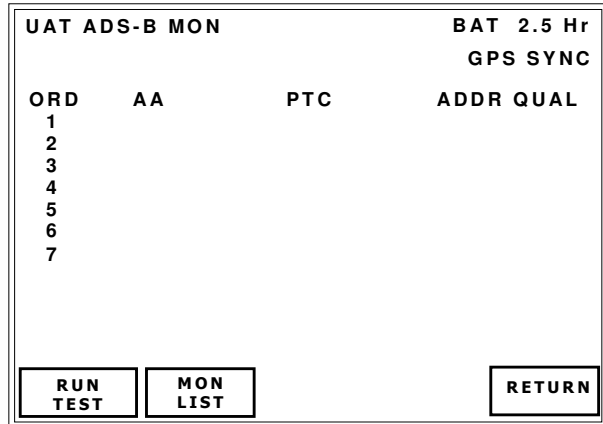 UAT ADS-B MON BAT 2.5 Hr
GPS SYNC
ORD AA PTC ADDR QUAL
1
2
3
4
5
6
7
RUN TEST
MON LIST
RETURN